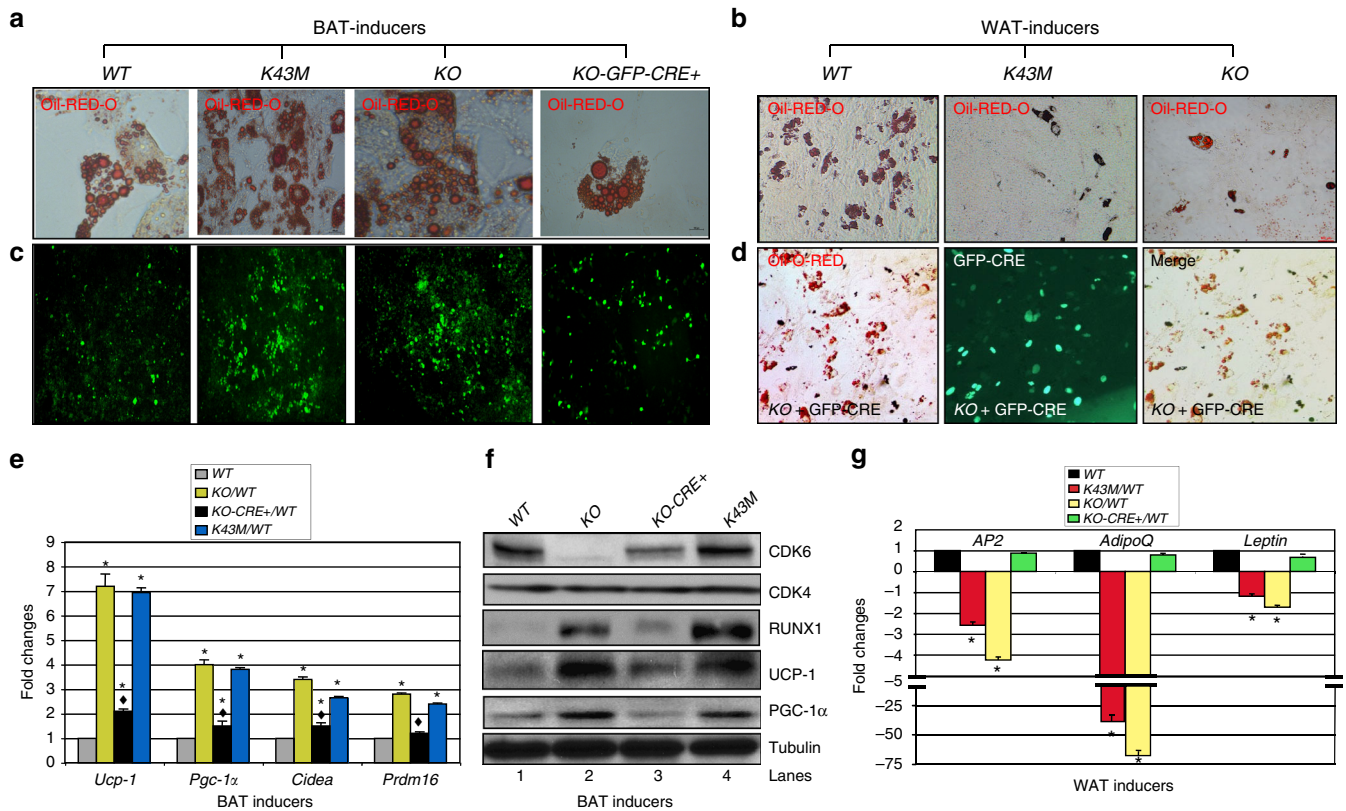 a
BAT-inducers
WT K43M KO KO-GFP-CRE+
Oil-RED-O Oil-RED-O Oil-RED-O Oil-RED-O
b
WAT-inducers
WT K43M KO
Oil-RED-O Oil-RED-O Oil-RED-O
c
d
Oil-O-RED GFP-CRE Merge
KO + GFP-CRE KO + GFP-CRE KO + GFP-CRE
e
WT
KO/WT
KO-CRE+/WT
K43M/WT
Fold changes
9
8
7
6
5
4
3
2
1
0
* *
* ♦ *
* * ♦ *
* * ♦ *
* ♦ *
Ucp-1 Pgc-1α Cidea Prdm16
BAT inducers
f
WT KO KO-CRE+ K43M
CDK6
CDK4
RUNX1
UCP-1
PGC-1α
Tubulin
1 2 3 4 Lanes
BAT inducers
g
WT
K43M/WT
KO/WT
KO-CRE+/WT
Fold changes
2
1
0
–1
–2
–3
–4
–5
–25
–50
–75
AP2 AdipoQ Leptin
* *
* *
* *
WAT inducers